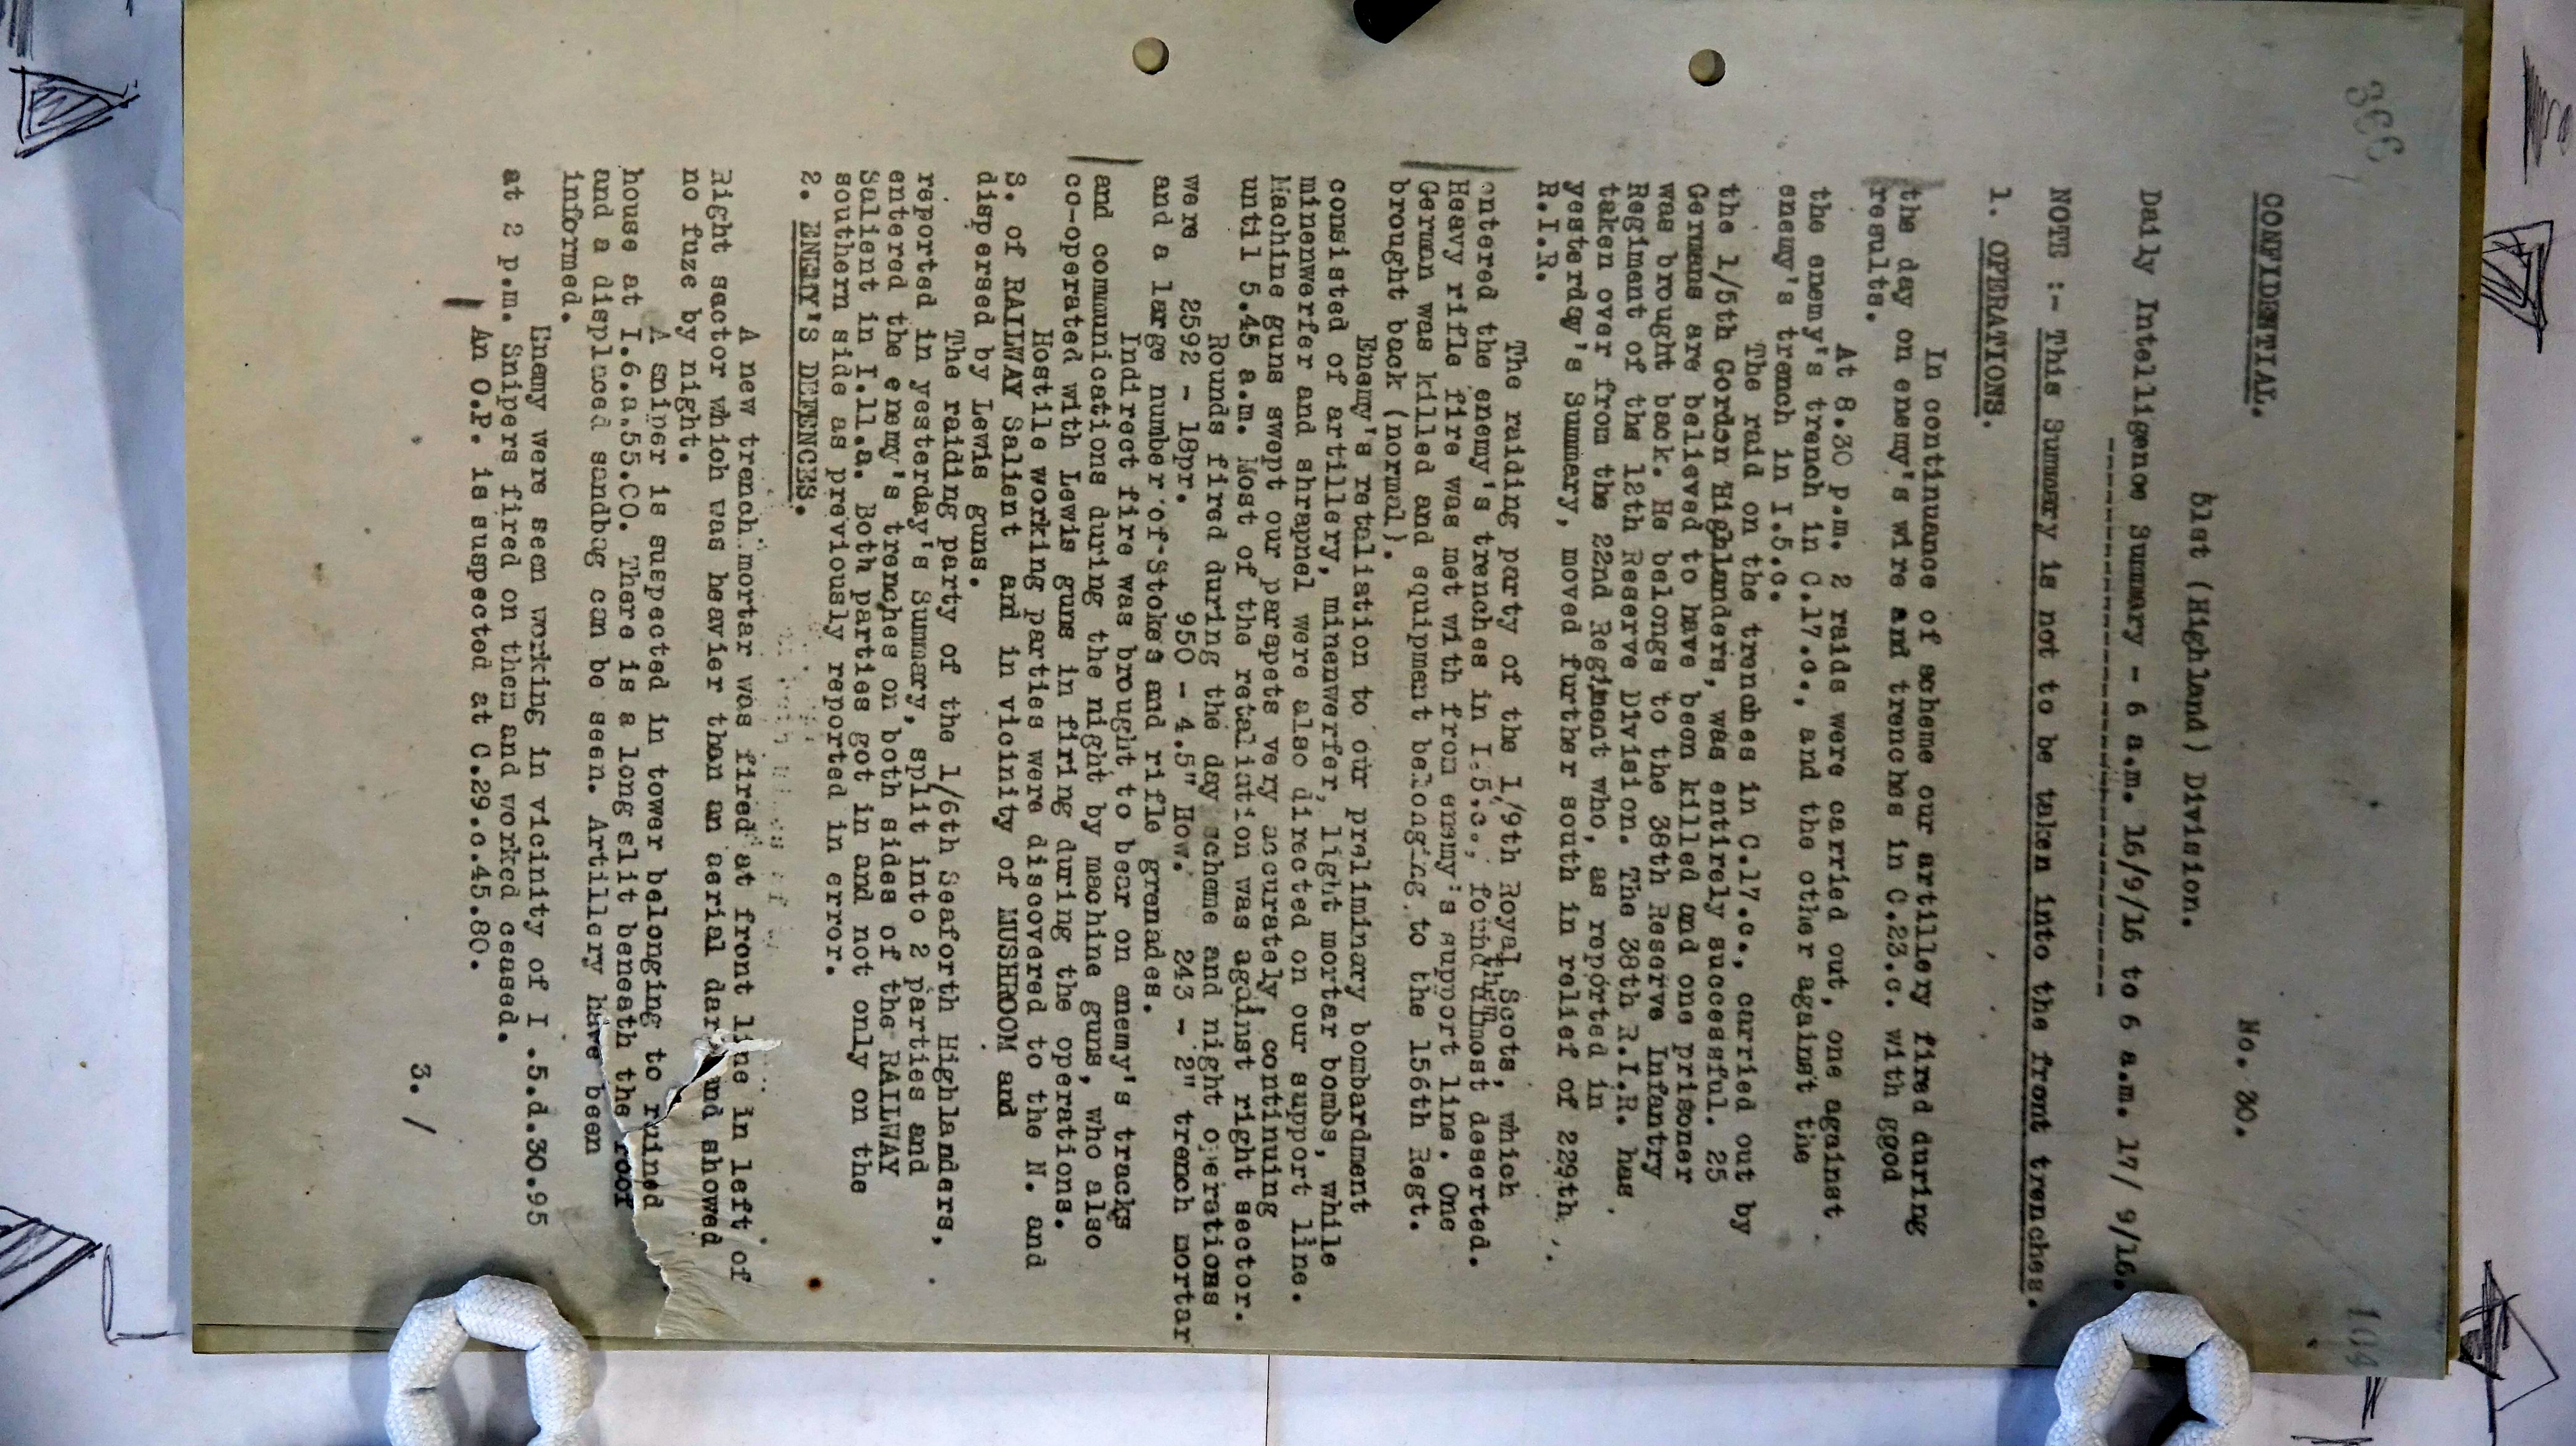 366
104
CONFIDENTIAL.
No. 30.
51st (Highland) Division.
Daily Intelligence Summary - 6 a.m. 16/9/16 to 6 a.m. 17/ 9/16.
NOTE :- This Summary is not to be taken into the front trenches.
1. OPERATIONS.
In continuance of scheme our artillery fired during
the day on enemy's wire and trenches in C.23.c. with ggod
results.
At 8.30 p.m. 2 raids were carried out, one against
the enemy's trench in C.17.c., and the other against the
enemy's trench in I.5.c.
The raid on the trenches in C.17.c., carried out by
the 1/5th Gordon Highlanders, was entirely successful. 25
Germans are believed to have been killed and one prisoner
was brought back. He belongs to the 38th Reserve Infantry
Regiment of the 12th Reserve Division. The 38th R.I.R. has
taken over from the 22nd Regiment who, as reported in
yesterday's Summary, moved further south in relief of 229th
R.I.R.
The raiding party of the 1/9th Royal Scots, which
entered the enemy's trenches in I.5.c., found them almost deserted.
Heavy rifle fire was met with from enemy's support line. One
German was killed and equipment belonging to the 156th Regt.
brought back (normal).
Enemy's retaliation to our preliminary bombardment
consisted of artillery, minenwerfer, light morter bombs, while
minenwerfer and shrapnel were also directed on our support line.
Machine guns swept our parapets very accurately, continuing
until 5.45 a.m. Most of the retaliation was against right sector.
Rounds fired during the day scheme and night operations
were 2592 - 18pr. 950 - 4.5" How. 243 - 2" trench mortar
and a large number of Stokes and rifle grenades.
Indirect fire was brought to bear on enemy's tracks
and communications during the night by machine guns, who also
co-operated with Lewis guns in firing during the operations.
Hostile working parties were discovered to the N. and
S. of RAILWAY Salient and in vicinity of MUSHROOM and
dispersed by Lewis guns.
The raiding party of the 1/6th Seaforth Highlanders,
reported in yesterday's Summary, split into 2 parties and
entered the enemy's trenches on both sides of the RAILWAY
Salient in I.11.a. Both parties got in and not only on the
southern side as previously reported in error.
2. ENEMY'S DEFENCES.
A new trench mortar was fired at front line in left of
Right sector which was heavier than an aerial dart and showed
no fuze by night.
A sniper is suspected in tower belonging to ruined
house at I.6.a.55.CO. There is a long slit beneath the roof
and a displaced sandbag can be seen. Artillery have been
informed.
Enemy were seen working in vicinity of I .5.d.30.95
at 2 p.m. Snipers fired on them and worked ceased.
An O.P. is suspected at C.29.c.45.80.
3. /